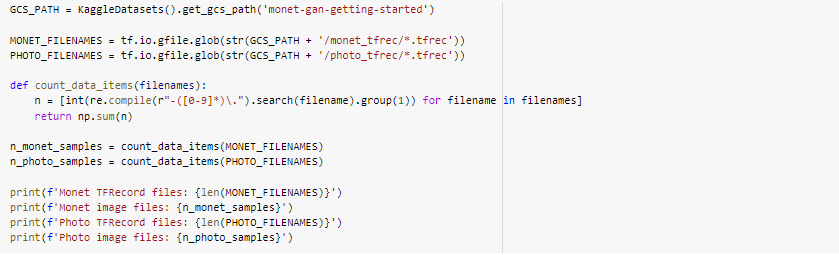 GCS_PATH = KaggleDatasets().get_gcs_path('monet-gan-getting-started')
MONET_FILENAMES = tf.io.gfile.glob(str(GCS_PATH + '/monet_tfrec/*.tfrec'))
PHOTO_FILENAMES = tf.io.gfile.glob(str(GCS_PATH + '/photo_tfrec/*.tfrec'))
def count_data_items(filenames):
    n = [int(re.compile(r"-([0-9]*)\.").search(filename).group(1)) for filename in filenames]
    return np.sum(n)
n_monet_samples = count_data_items(MONET_FILENAMES)
n_photo_samples = count_data_items(PHOTO_FILENAMES)
print(f'Monet TFRecord files: {len(MONET_FILENAMES)}')
print(f'Monet image files: {n_monet_samples}')
print(f'Photo TFRecord files: {len(PHOTO_FILENAMES)}')
print(f'Photo image files: {n_photo_samples}')